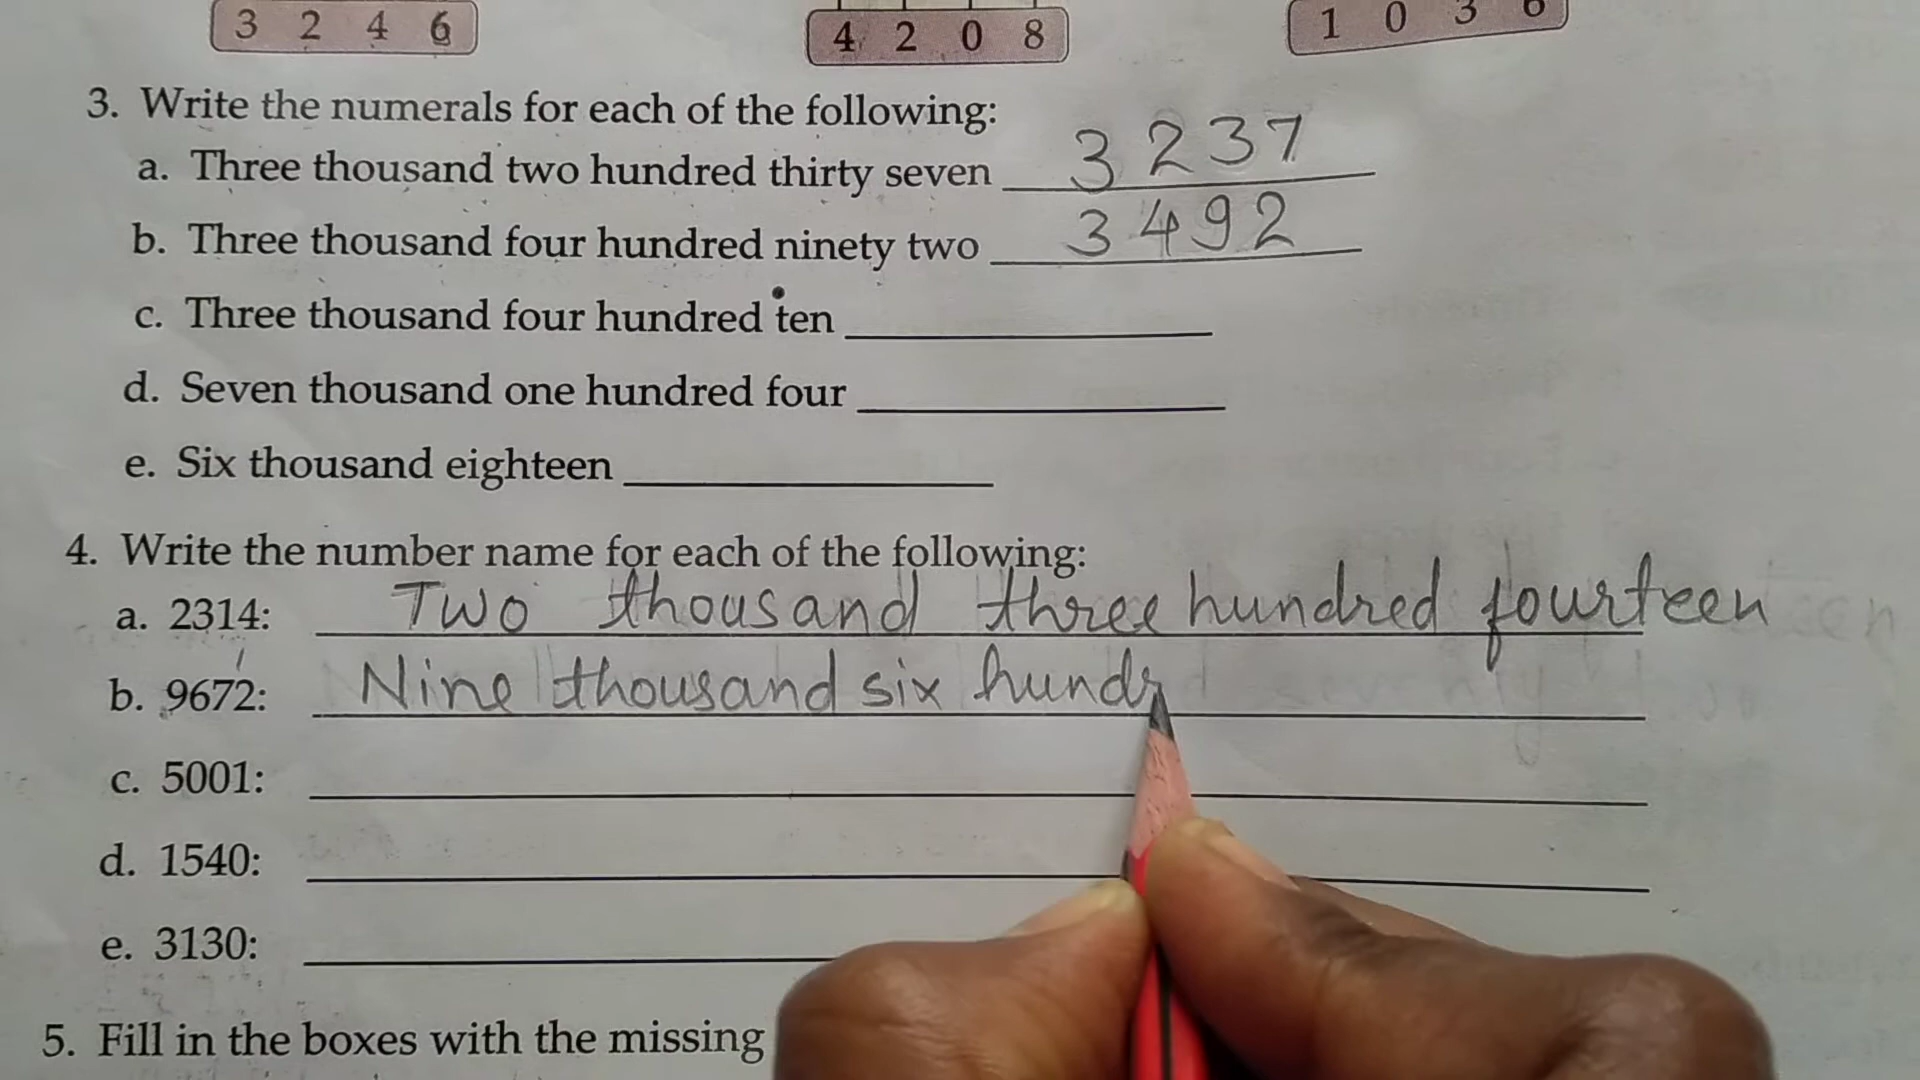 3 2 4 6
4 2 0 8
1 0 3 6
3. Write the numerals for each of the following:
a. Three thousand two hundred thirty seven 3237
b. Three thousand four hundred ninety two 3492
c. Three thousand four hundred ten
d. Seven thousand one hundred four
e. Six thousand eighteen
4. Write the number name for each of the following:
a. 2314: Two thousand three hundred fourteen
b. 9672: Nine thousand six hundr
c. 5001:
d. 1540:
e. 3130:
5. Fill in the boxes with the missing